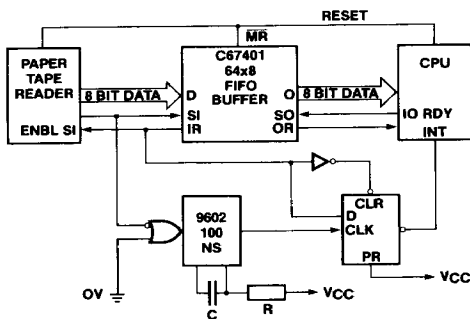 RESET
MR
PAPER
TAPE
READER
ENBL SI
8 BIT DATA
C67401
64x8
FIFO
BUFFER
D
SI
IR
O
SO
OR
8 BIT DATA
CPU
IO RDY
INT
9602
100
NS
CLR
D
CLK
PR
OV
C
R
VCC
VCC